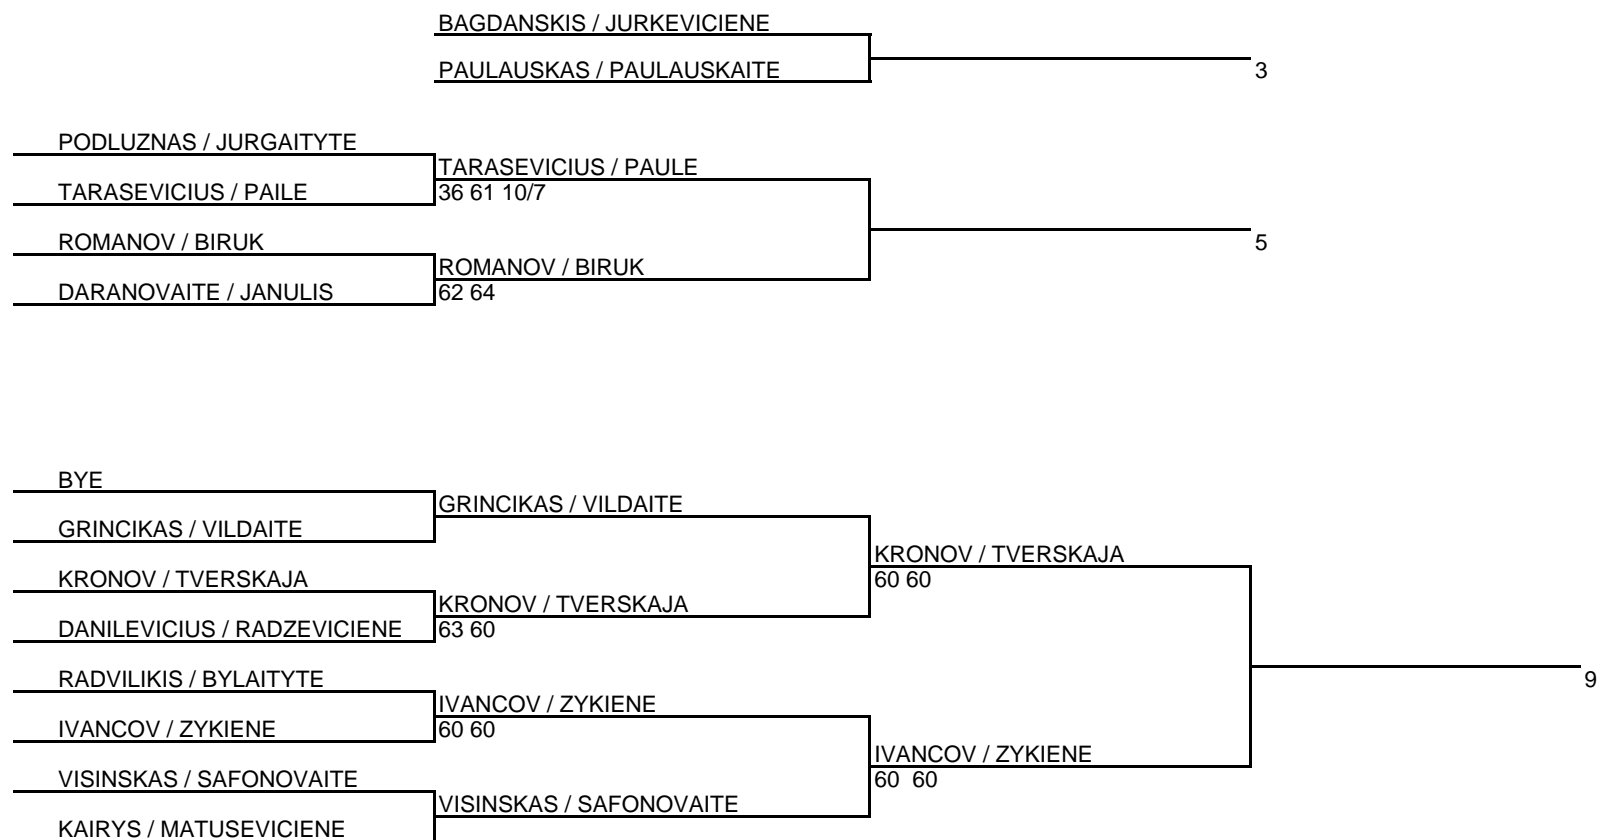 BAGDANSKIS / JURKEVICIENE
PAULAUSKAS / PAULAUSKAITE
3
PODLUZNAS / JURGAITYTE
TARASEVICIUS / PAULE
TARASEVICIUS / PAILE
36 61 10/7
ROMANOV / BIRUK
5
ROMANOV / BIRUK
DARANOVAITE / JANULIS
62 64
BYE
GRINCIKAS / VILDAITE
GRINCIKAS / VILDAITE
KRONOV / TVERSKAJA
KRONOV / TVERSKAJA
60 60
KRONOV / TVERSKAJA
DANILEVICIUS / RADZEVICIENE
63 60
RADVILIKIS / BYLAITYTE
9
IVANCOV / ZYKIENE
IVANCOV / ZYKIENE
60 60
IVANCOV / ZYKIENE
VISINSKAS / SAFONOVAITE
60  60
VISINSKAS / SAFONOVAITE
KAIRYS / MATUSEVICIENE